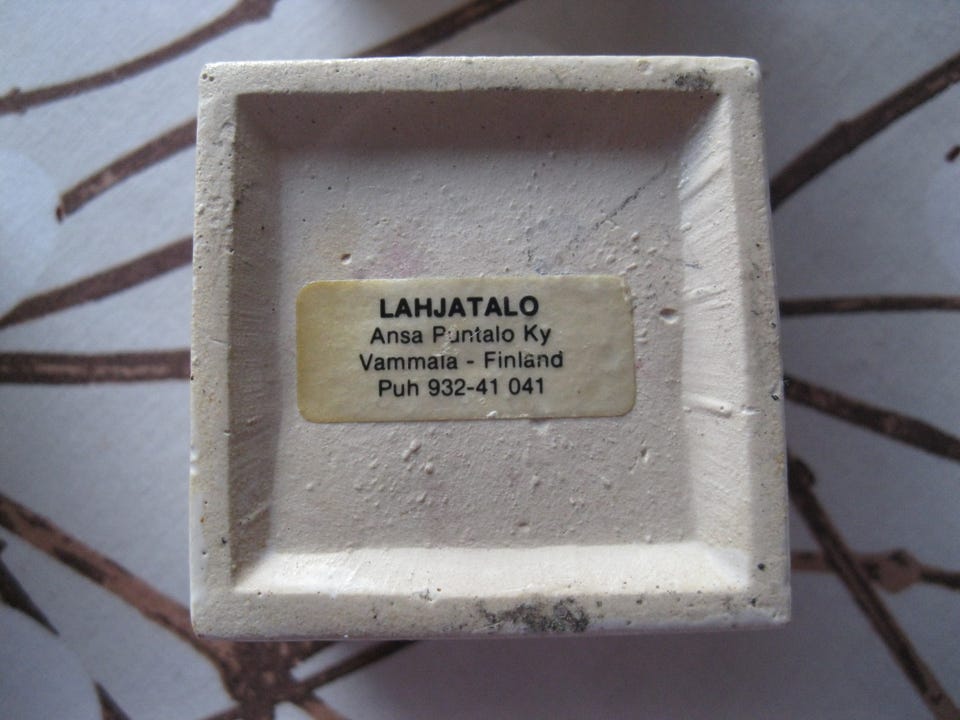 LAHJATALO
Ansa Puntalo Ky
Vammala - Finland
Puh 932-41 041